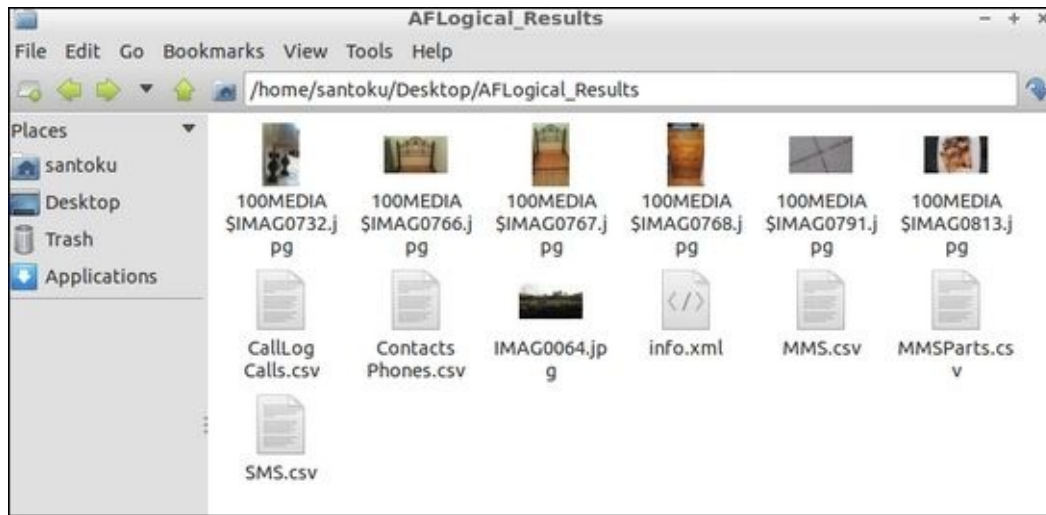 AFLogical_Results
File Edit Go Bookmarks View Tools Help
/home/santoku/Desktop/AFLogical_Results
Places
santoku
Desktop
Trash
Applications
100MEDIA 100MEDIA 100MEDIA 100MEDIA 100MEDIA 100MEDIA
$IMAG0732.j $IMAG0766.j $IMAG0767.j $IMAG0768.j $IMAG0791.j $IMAG0813.j
pg pg pg pg pg pg
CallLog Contacts IMAG0064.jp info.xml MMS.csv MMSParts.cs
Calls.csv Phones.csv g v
SMS.csv